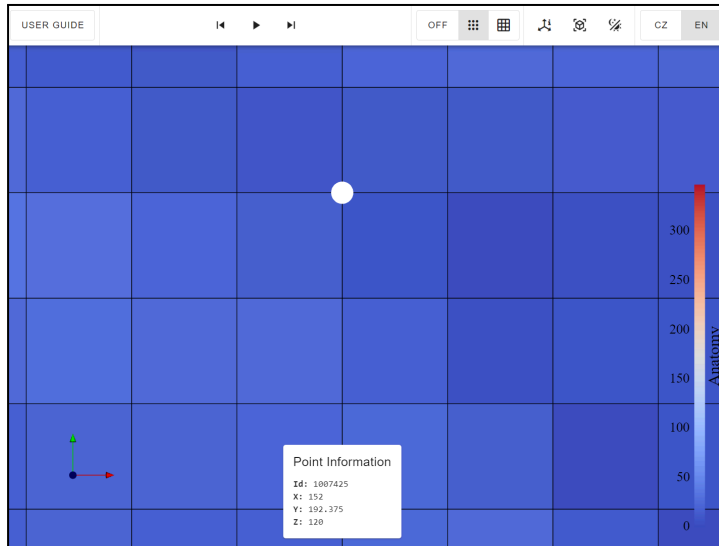 USER GUIDE
OFF
CZ
EN
300
250
200
150
100
50
0
Anatomy
Point Information
Id: 1007425
X: 152
Y: 192.375
Z: 120